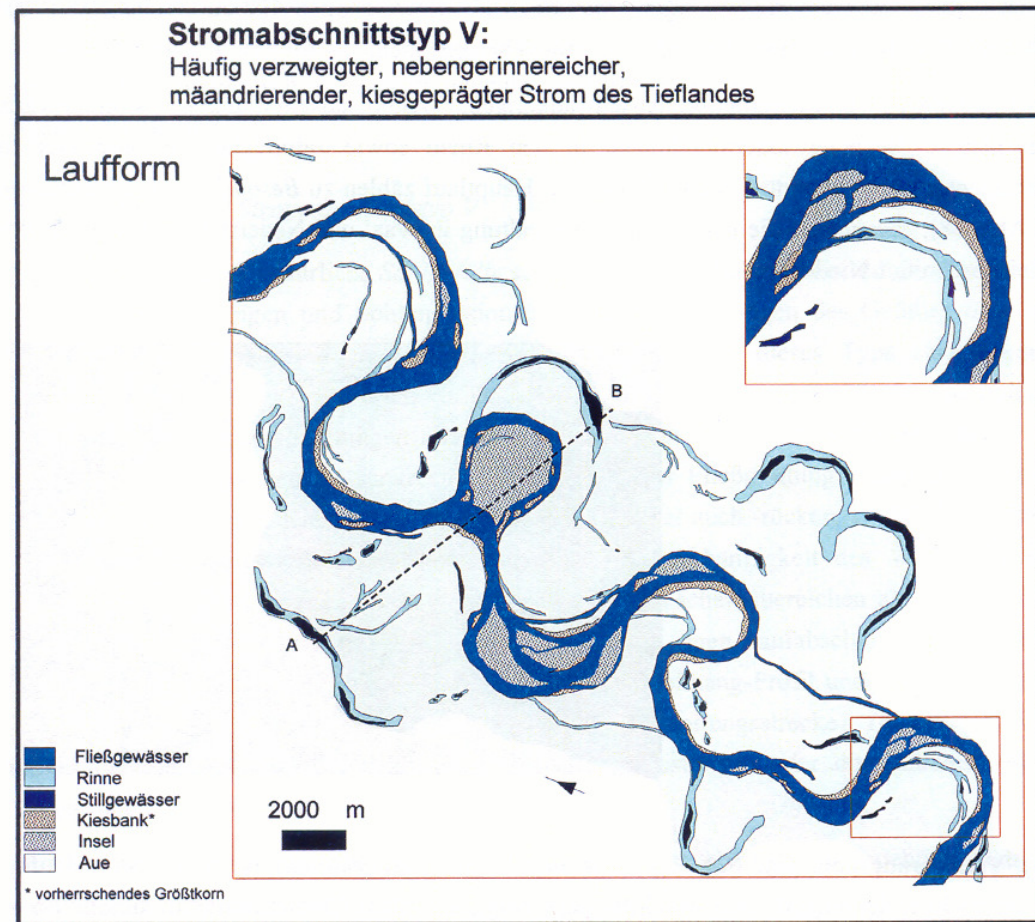 Stromabschnittstyp V:
Häufig verzweigter, nebengerinnereicher,
mäandrierender, kiesgeprägter Strom des Tieflandes
Laufform
B
A
Fließgewässer
Rinne
Stillgewässer
Kiesbank*
Insel
Aue
2000 m
* vorherrschendes Größtkorn